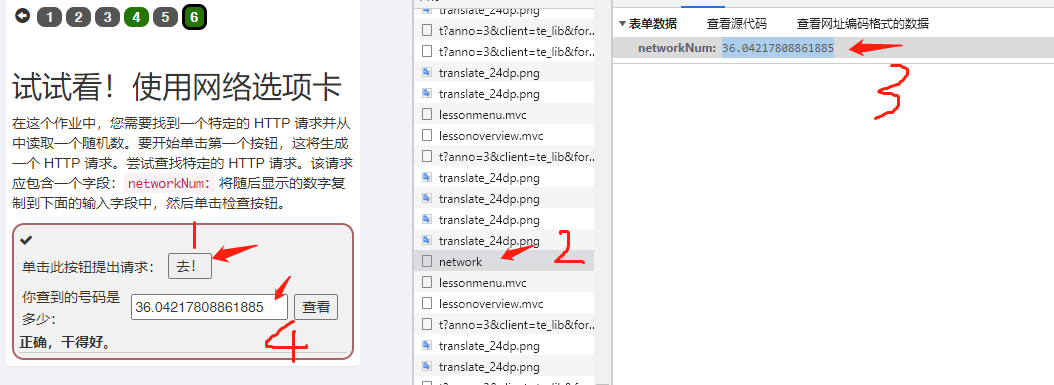 1 2 3 4 5 6
试试看！使用网络选项卡
在这个作业中，您需要找到一个特定的 HTTP 请求并从
中读取一个随机数。要开始单击第一个按钮，这将生成
一个 HTTP 请求。尝试查找特定的 HTTP 请求。该请求
应包含一个字段：networkNum：将随后显示的数字复
制到下面的输入字段中，然后单击检查按钮。
1
单击此按钮提出请求： 去！
你查到的号码是
多少：
36.04217808861885 查看
正确，干得好。
4
translate_24dp.png
t?anno=3&client=te_lib&for...
t?anno=3&client=te_lib&for...
translate_24dp.png
translate_24dp.png
lessonmenu.mvc
lessonoverview.mvc
t?anno=3&client=te_lib&for...
translate_24dp.png
translate_24dp.png
translate_24dp.png
translate_24dp.png
network
2
lessonmenu.mvc
lessonoverview.mvc
t?anno=3&client=te_lib&for...
translate_24dp.png
translate_24dp.png
t?anno=3&client=te_lib&for...
表单数据 查看源代码 查看网址编码格式的数据
networkNum: 36.04217808861885
3